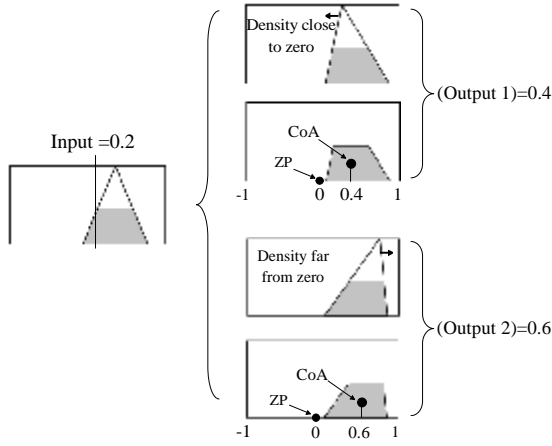 Input =0.2
Density close
to zero
CoA
ZP
-1
0
0.4
1
(Output 1)=0.4
Density far
from zero
CoA
ZP
-1
0
0.6
1
(Output 2)=0.6